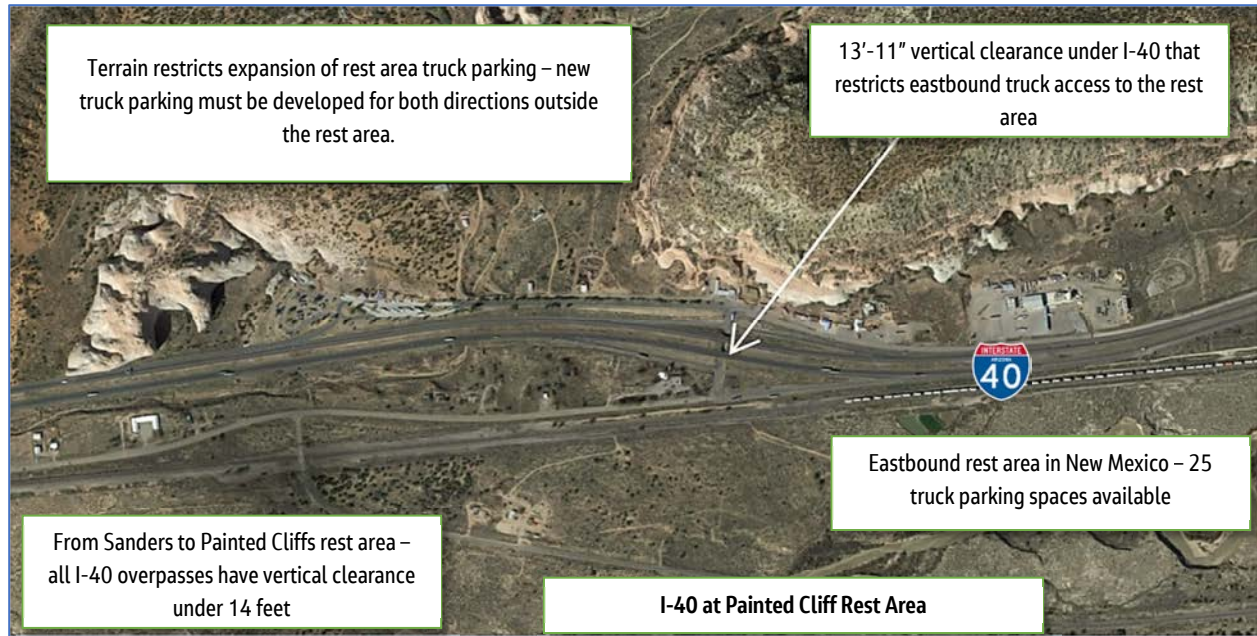 Terrain restricts expansion of rest area truck parking – new
truck parking must be developed for both directions outside
the rest area.
13’-11” vertical clearance under I-40 that
restricts eastbound truck access to the rest
area
INTERSTATE
ARIZONA
40
Eastbound rest area in New Mexico – 25
truck parking spaces available
From Sanders to Painted Cliffs rest area –
all I-40 overpasses have vertical clearance
under 14 feet
I-40 at Painted Cliff Rest Area